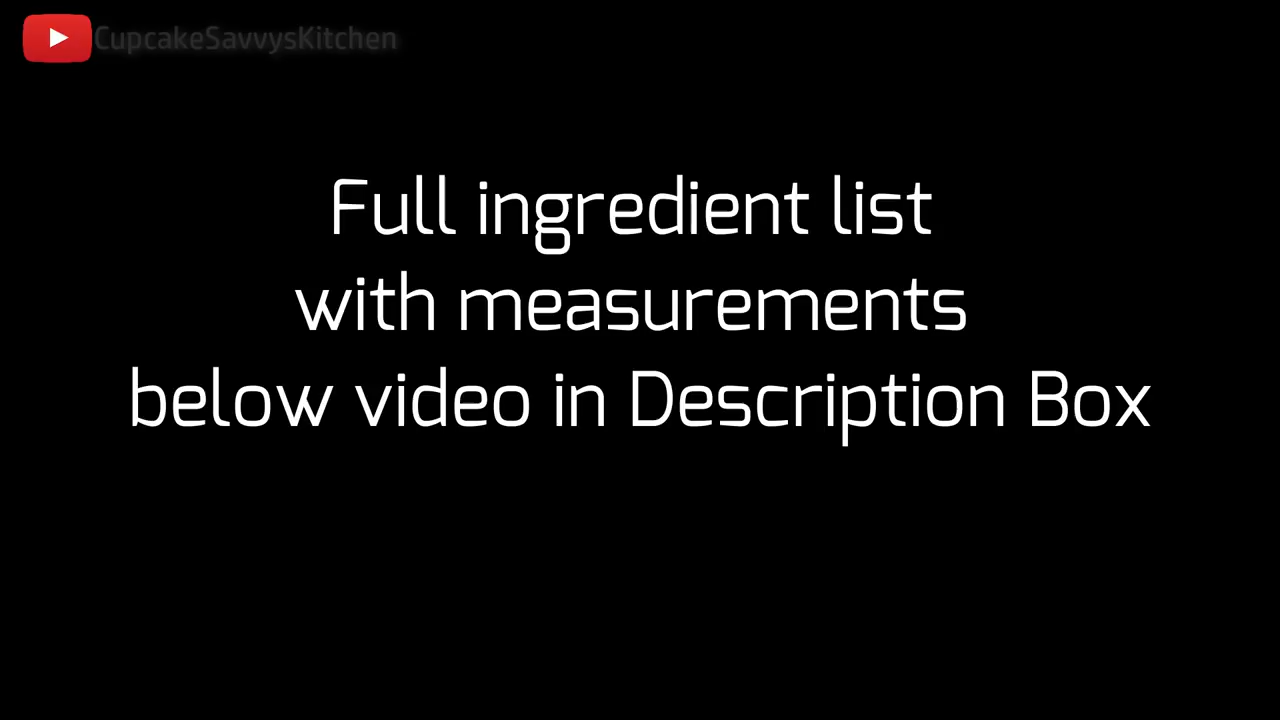 CupcakeSavvysKitchen
Full ingredient list
with measurements
below video in Description Box